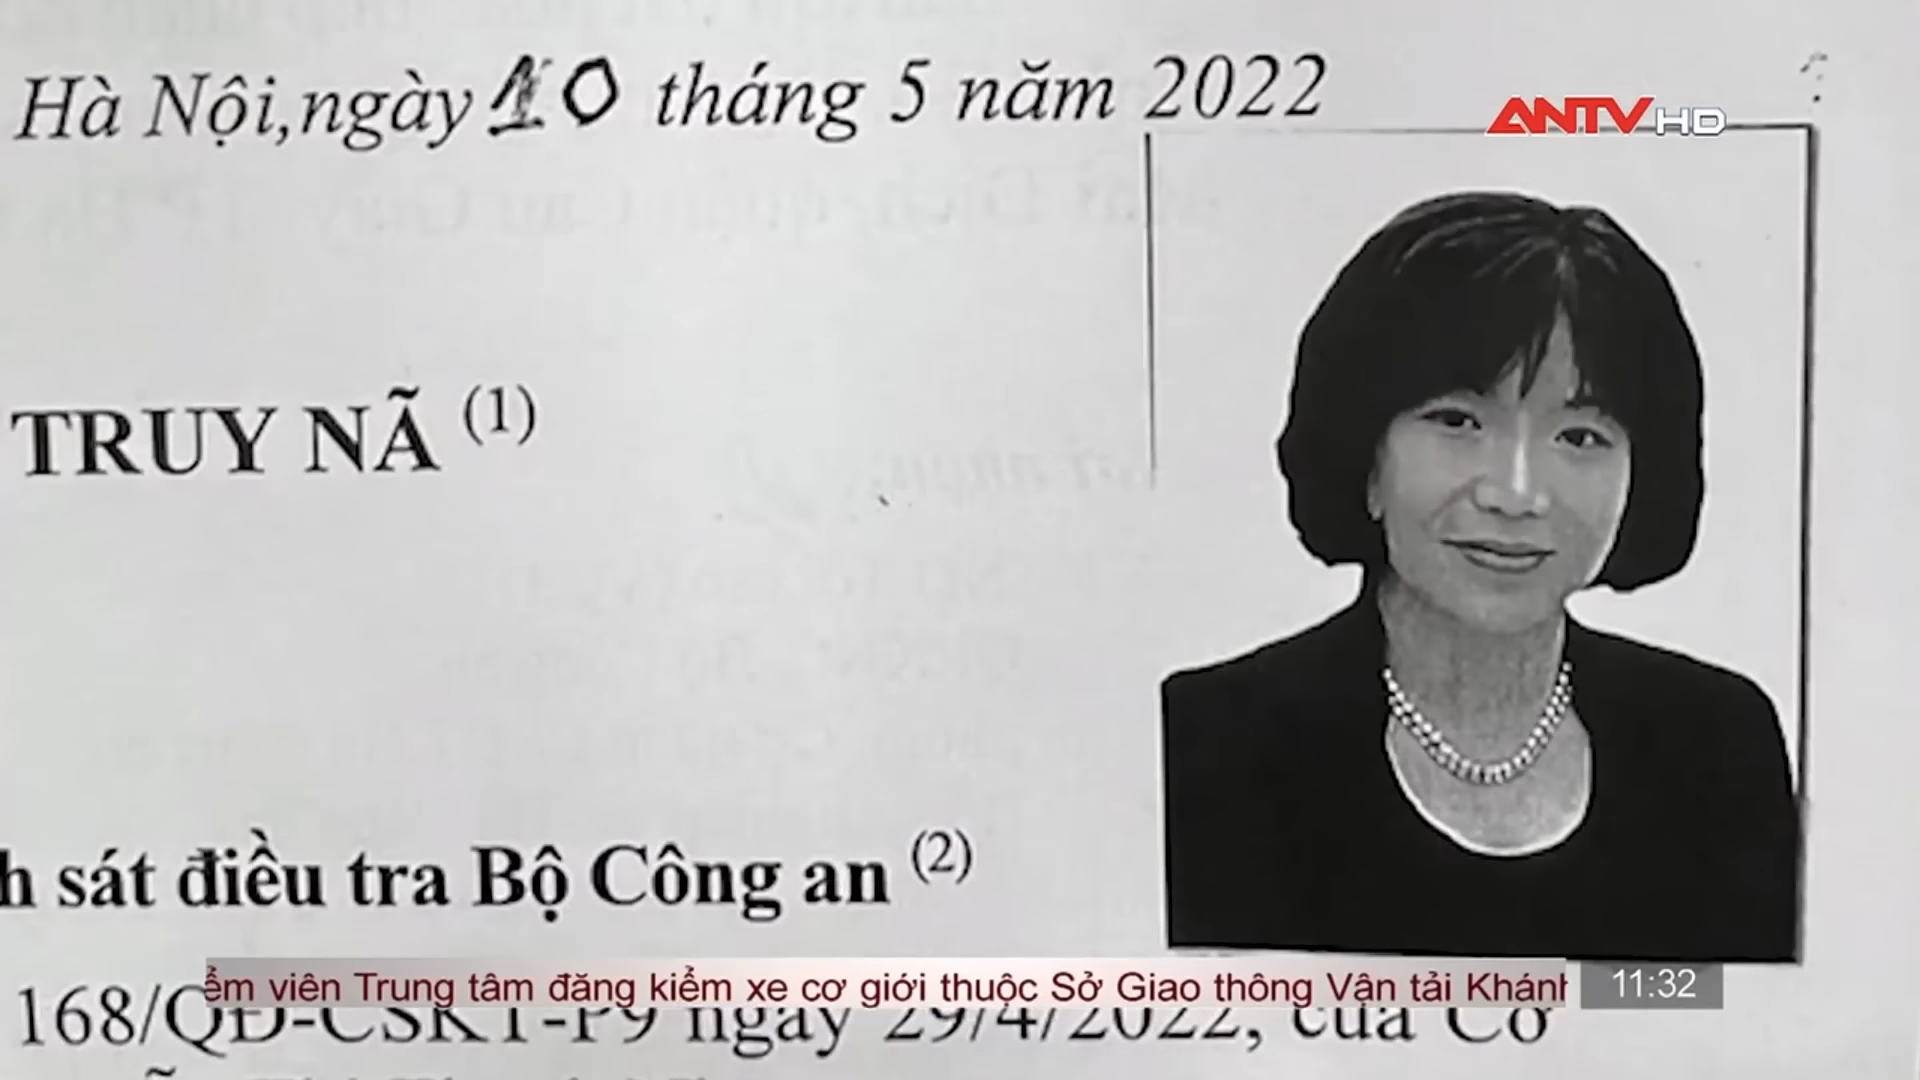 Hà Nội, ngày 10 tháng 5 năm 2022
ANTV HD
TRUY NÃ (1)
h sát điều tra Bộ Công an (2)
ểm viên Trung tâm đăng kiểm xe cơ giới thuộc Sở Giao thông Vận tải Khánh
11:32
168/QĐ-CSKT-P9 ngày 29/4/2022, của Cơ